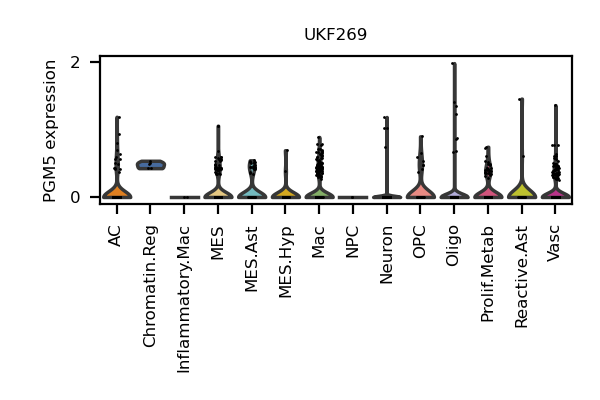 UKF269
PGM5 expression
2
0
AC
Chromatin.Reg
Inflammatory.Mac
MES
MES.Ast
MES.Hyp
Mac
NPC
Neuron
OPC
Oligo
Prolif.Metab
Reactive.Ast
Vasc